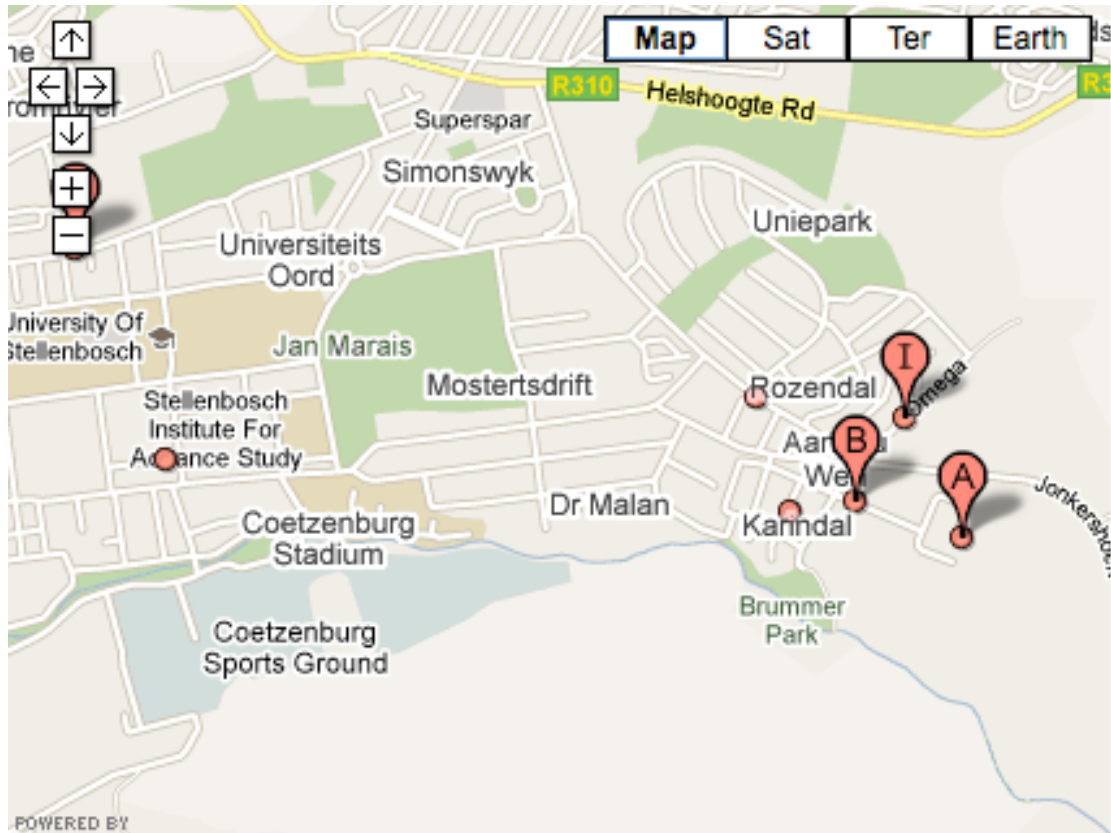 Map
Sat
Ter
Earth
R310
Helshoogte Rd
Superspar
Simonswyk
Uniepark
Universiteits
Oord
University Of
Stellenbosch
Jan Marais
Mostertsdrift
Rozendal
I
Omega
Stellenbosch
Institute For
Advance Study
B
A
Dr Malan
Karindal
Coetzenburg
Stadium
Brummer
Park
Coetzenburg
Sports Ground
POWERED BY